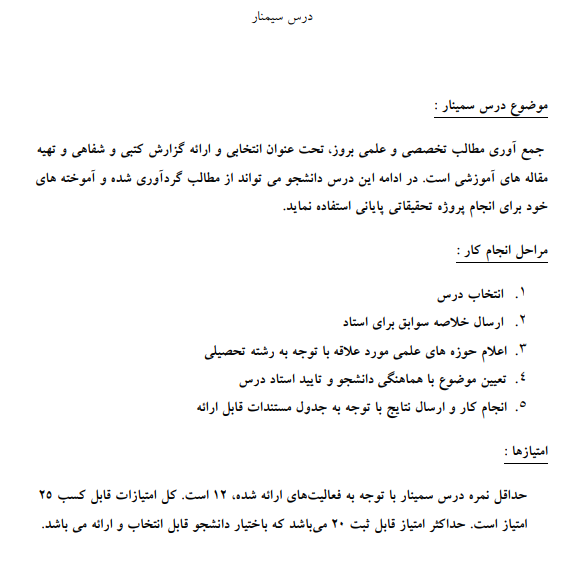 درس سیمنار
موضوع درس سمینار :
جمع آوری مطالب تخصصی و علمی بروز، تحت عنوان انتخابی و ارائه گزارش کتبی و شفاهی و تهیه
مقاله های آموزشی است. در ادامه این درس دانشجو می تواند از مطالب گردآوری شده و آموخته های
خود برای انجام پروژه تحقیقاتی پایانی استفاده نماید.
مراحل انجام کار :
۱. انتخاب درس
۲. ارسال خلاصه سوابق برای استاد
۳. اعلام حوزه های علمی مورد علاقه با توجه به رشته تحصیلی
۴. تعیین موضوع با هماهنگی دانشجو و تایید استاد درس
۵. انجام کار و ارسال نتایج با توجه به جدول مستندات قابل ارائه
امتیازها :
حداقل نمره درس سمینار با توجه به فعالیت‌های ارائه شده، ۱۲ است. کل امتیازات قابل کسب ۲۵
امتیاز است. حداکثر امتیاز قابل ثبت ۲۰ می‌باشد که باختیار دانشجو قابل انتخاب و ارائه می باشد.